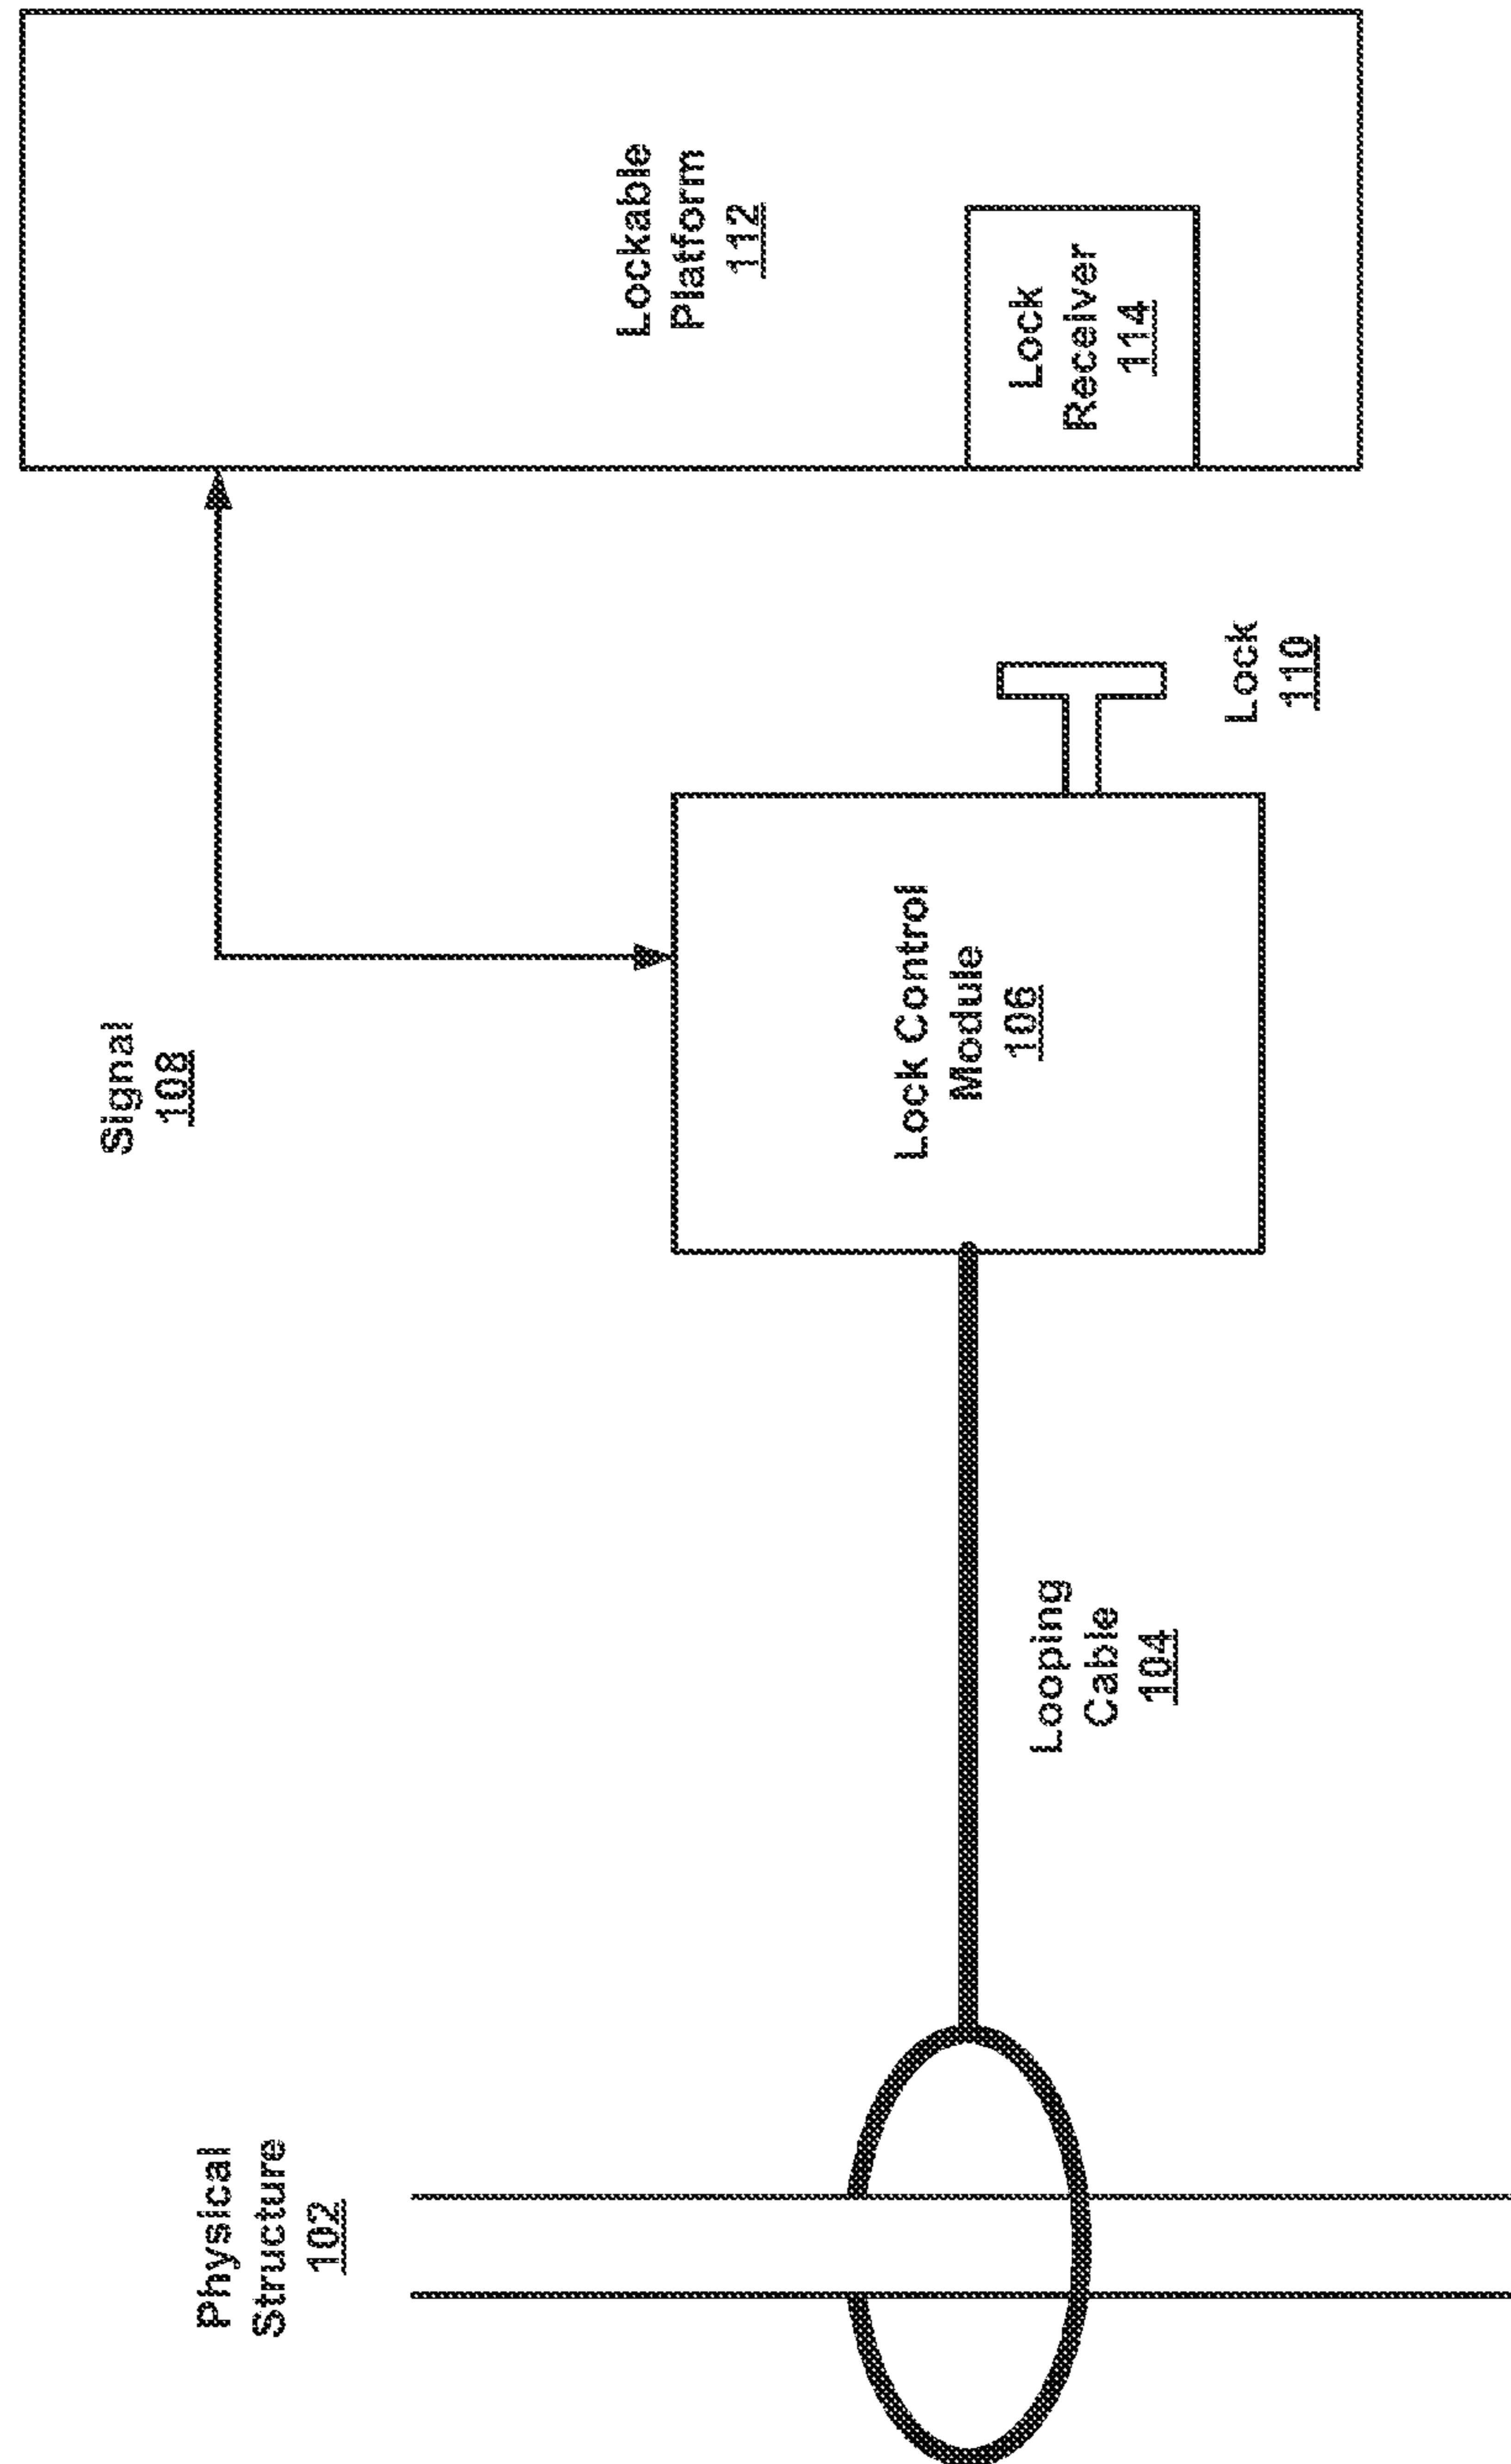 Physical
Structure
102
Looping
Cable
104
Signal
108
Lock Control
Module
106
Lock
110
Lockable
Platform
112
Lock
Receiver
114